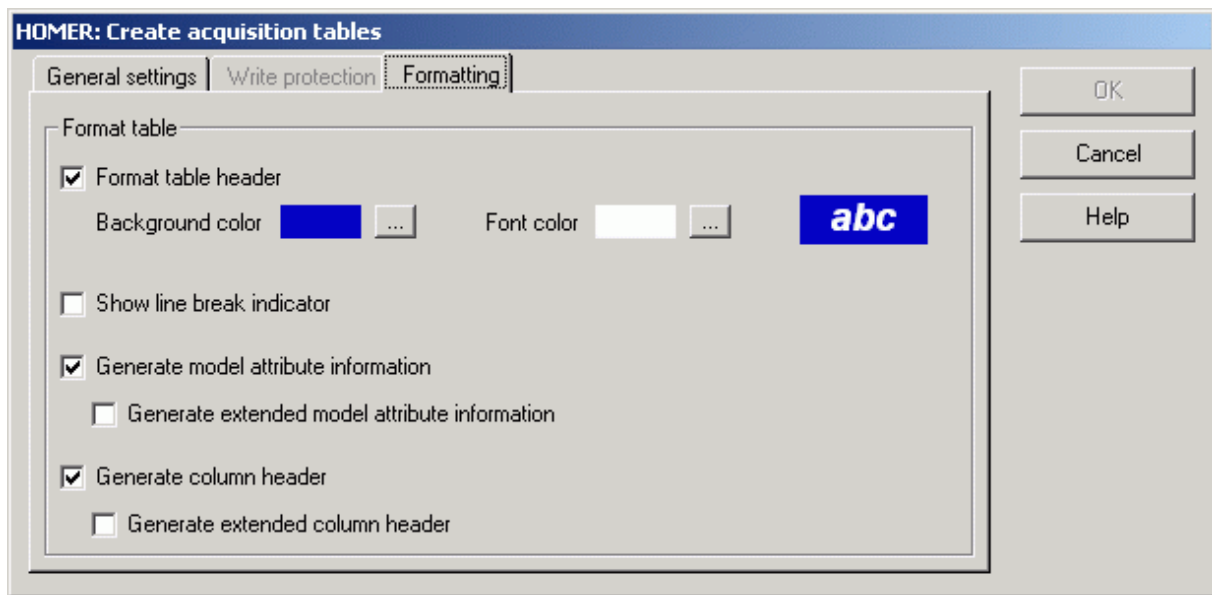 HOMER: Create acquisition tables
General settings Write protection Formatting
OK
Cancel
Help
Format table
Format table header
Background color ... Font color ... abc
Show line break indicator
Generate model attribute information
Generate extended model attribute information
Generate column header
Generate extended column header